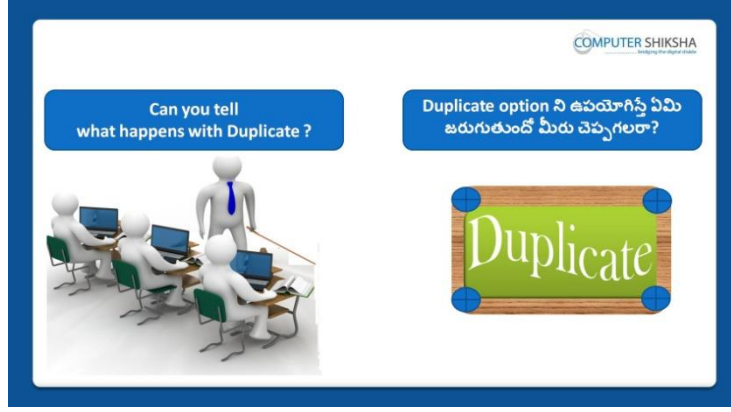 COMPUTER SHIKSHA
bridging the digital divide
Can you tell
what happens with Duplicate ?
Duplicate option ని ఉపయోగిస్తే ఏమి
జరుగుతుందో మీరు చెప్పగలరా?
Duplicate